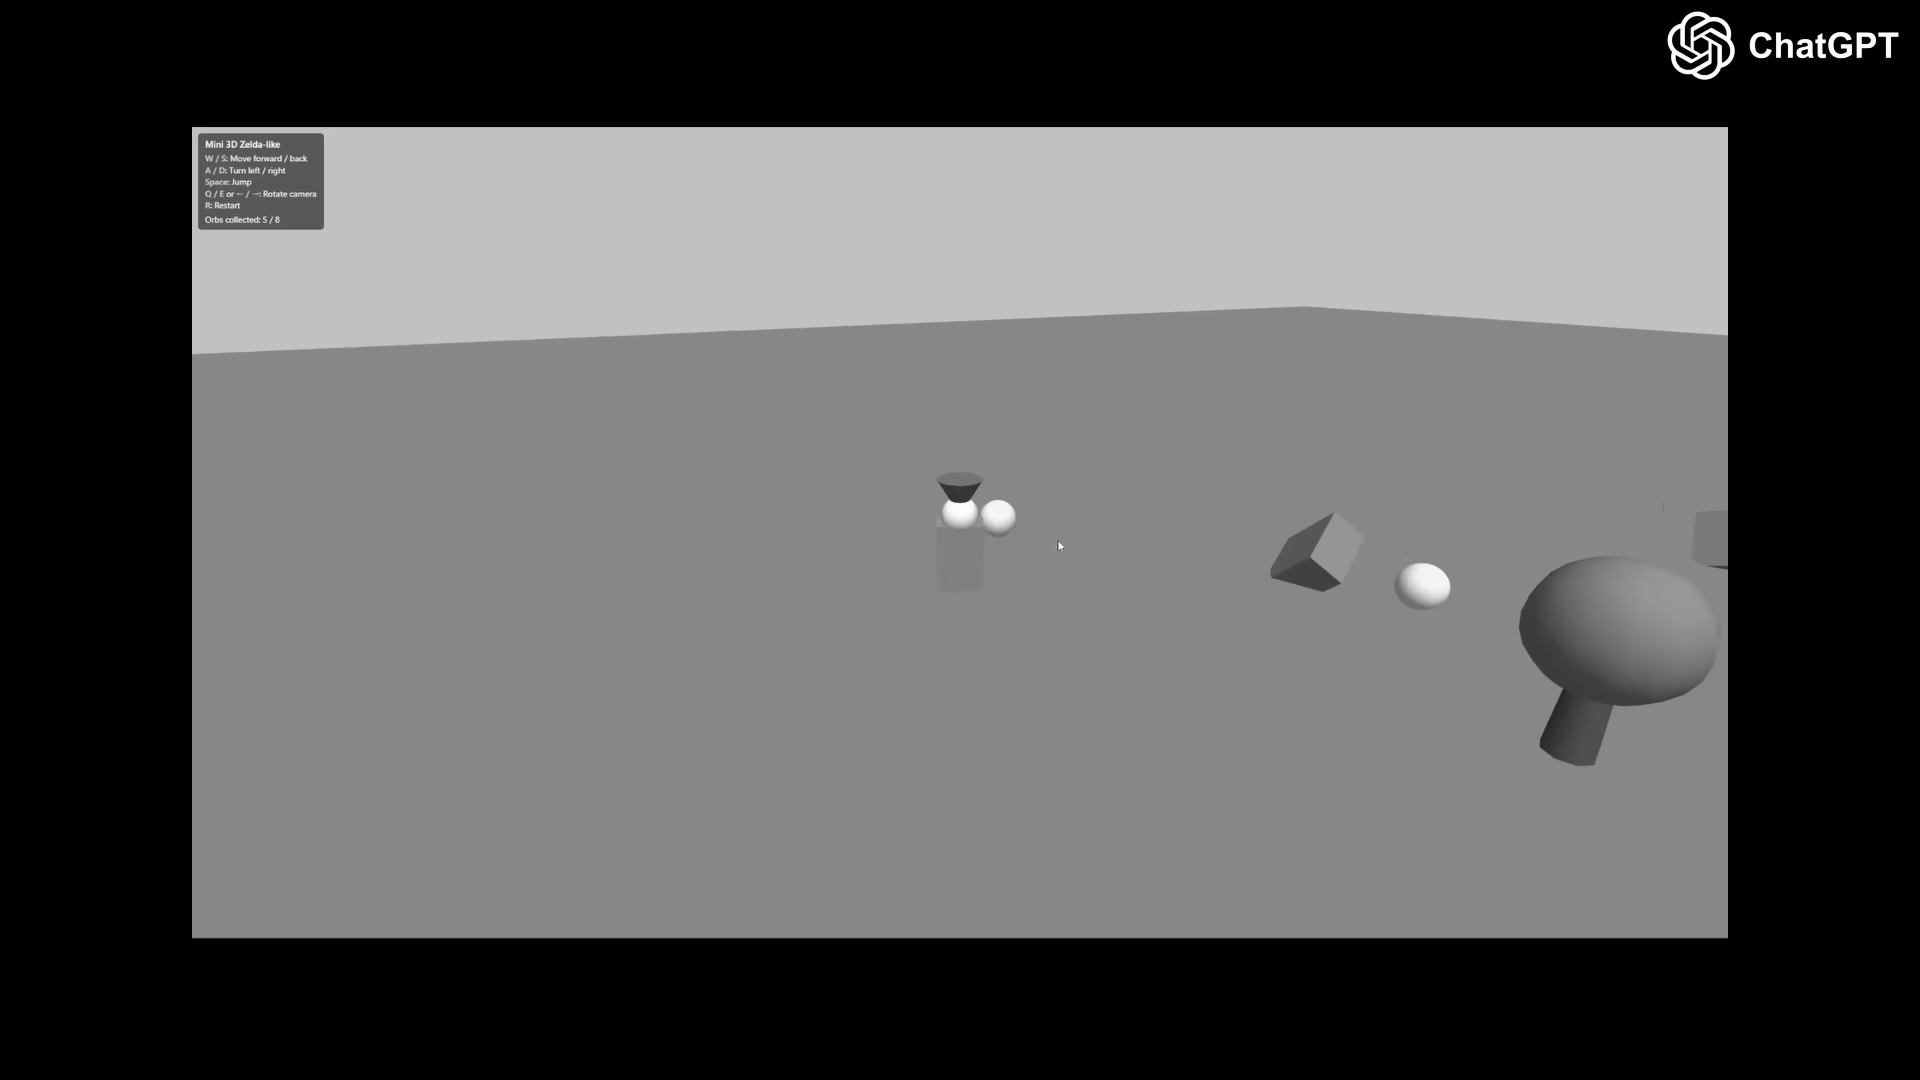 ChatGPT
Mini 3D Zelda-like
W / S: Move forward / back
A / D: Turn left / right
Space: Jump
Q / E or ← / →: Rotate camera
R: Restart
Orbs collected: 5 / 8